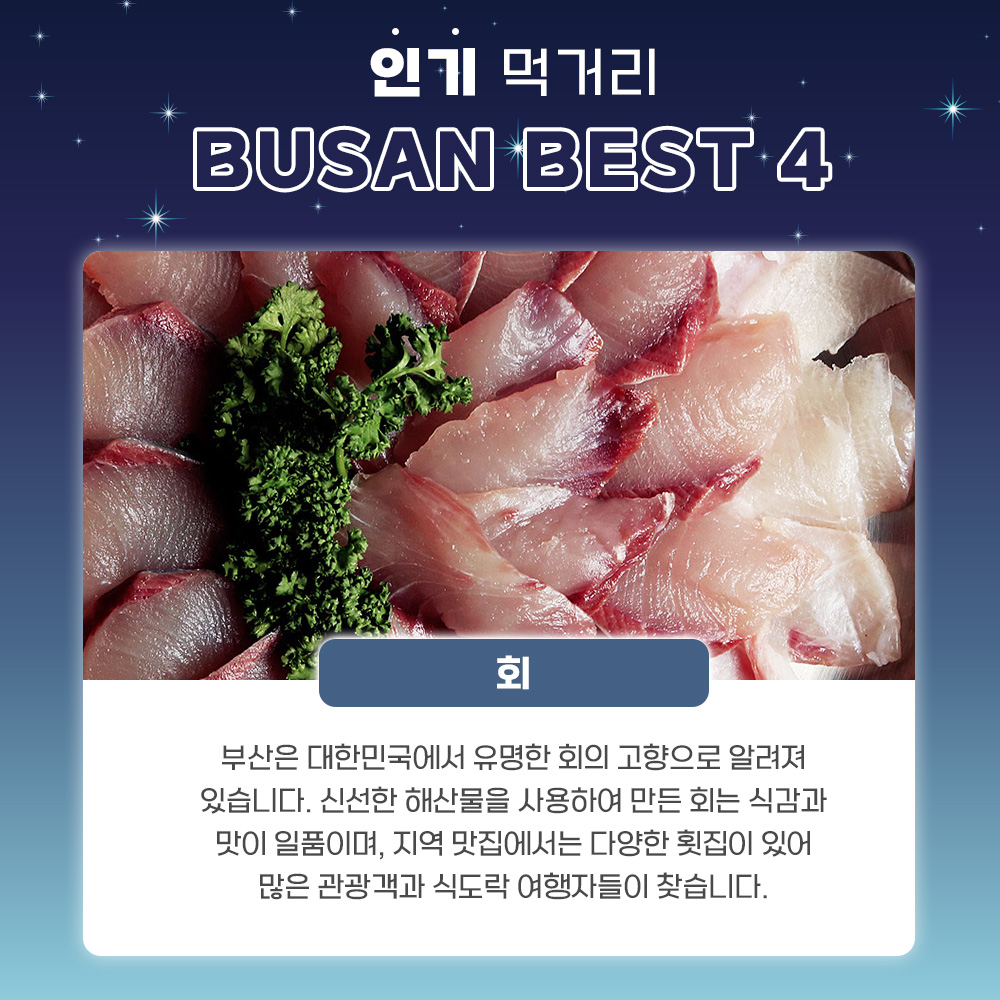 인기 먹거리
BUSAN BEST 4
회
부산은 대한민국에서 유명한 회의 고향으로 알려져
있습니다. 신선한 해산물을 사용하여 만든 회는 식감과
맛이 일품이며, 지역 맛집에서는 다양한 횟집이 있어
많은 관광객과 식도락 여행자들이 찾습니다.